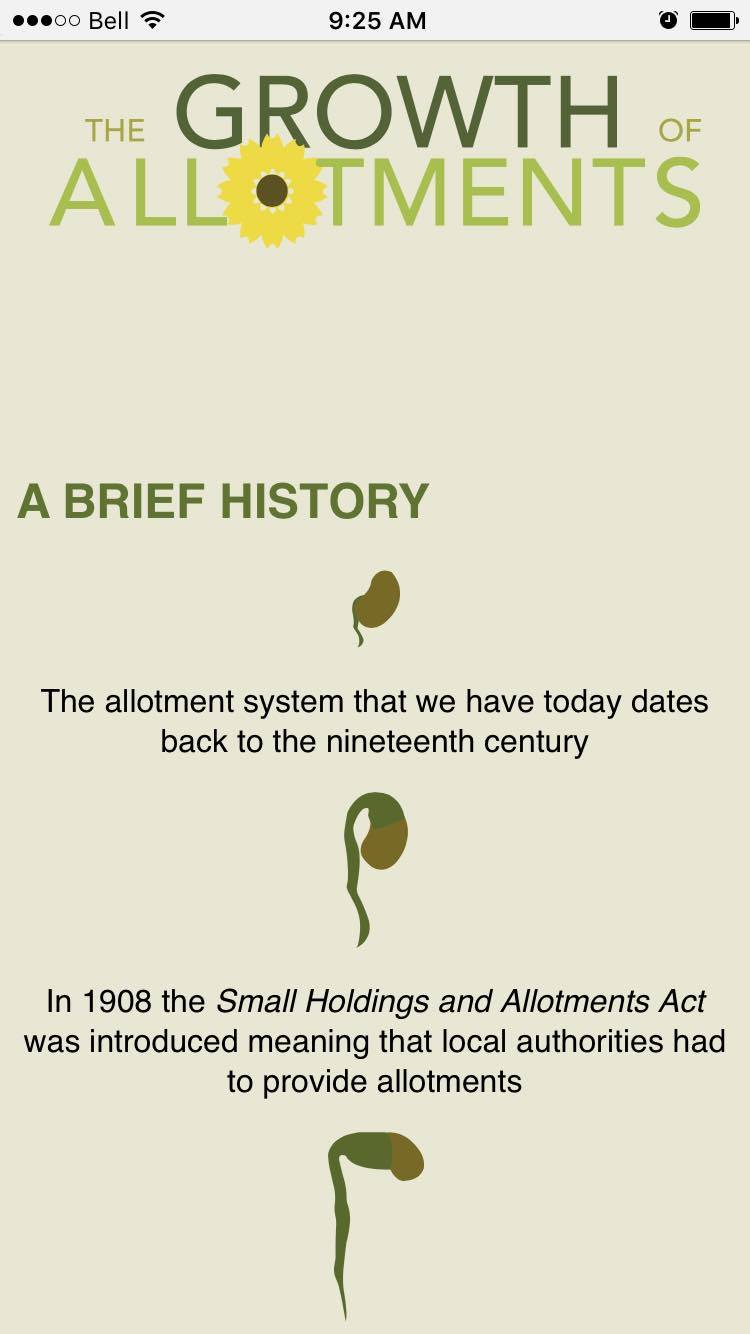 Bell 9:25 AM
THE GROWTH OF
ALLOTMENTS
A BRIEF HISTORY
The allotment system that we have today dates
back to the nineteenth century
In 1908 the Small Holdings and Allotments Act
was introduced meaning that local authorities had
to provide allotments